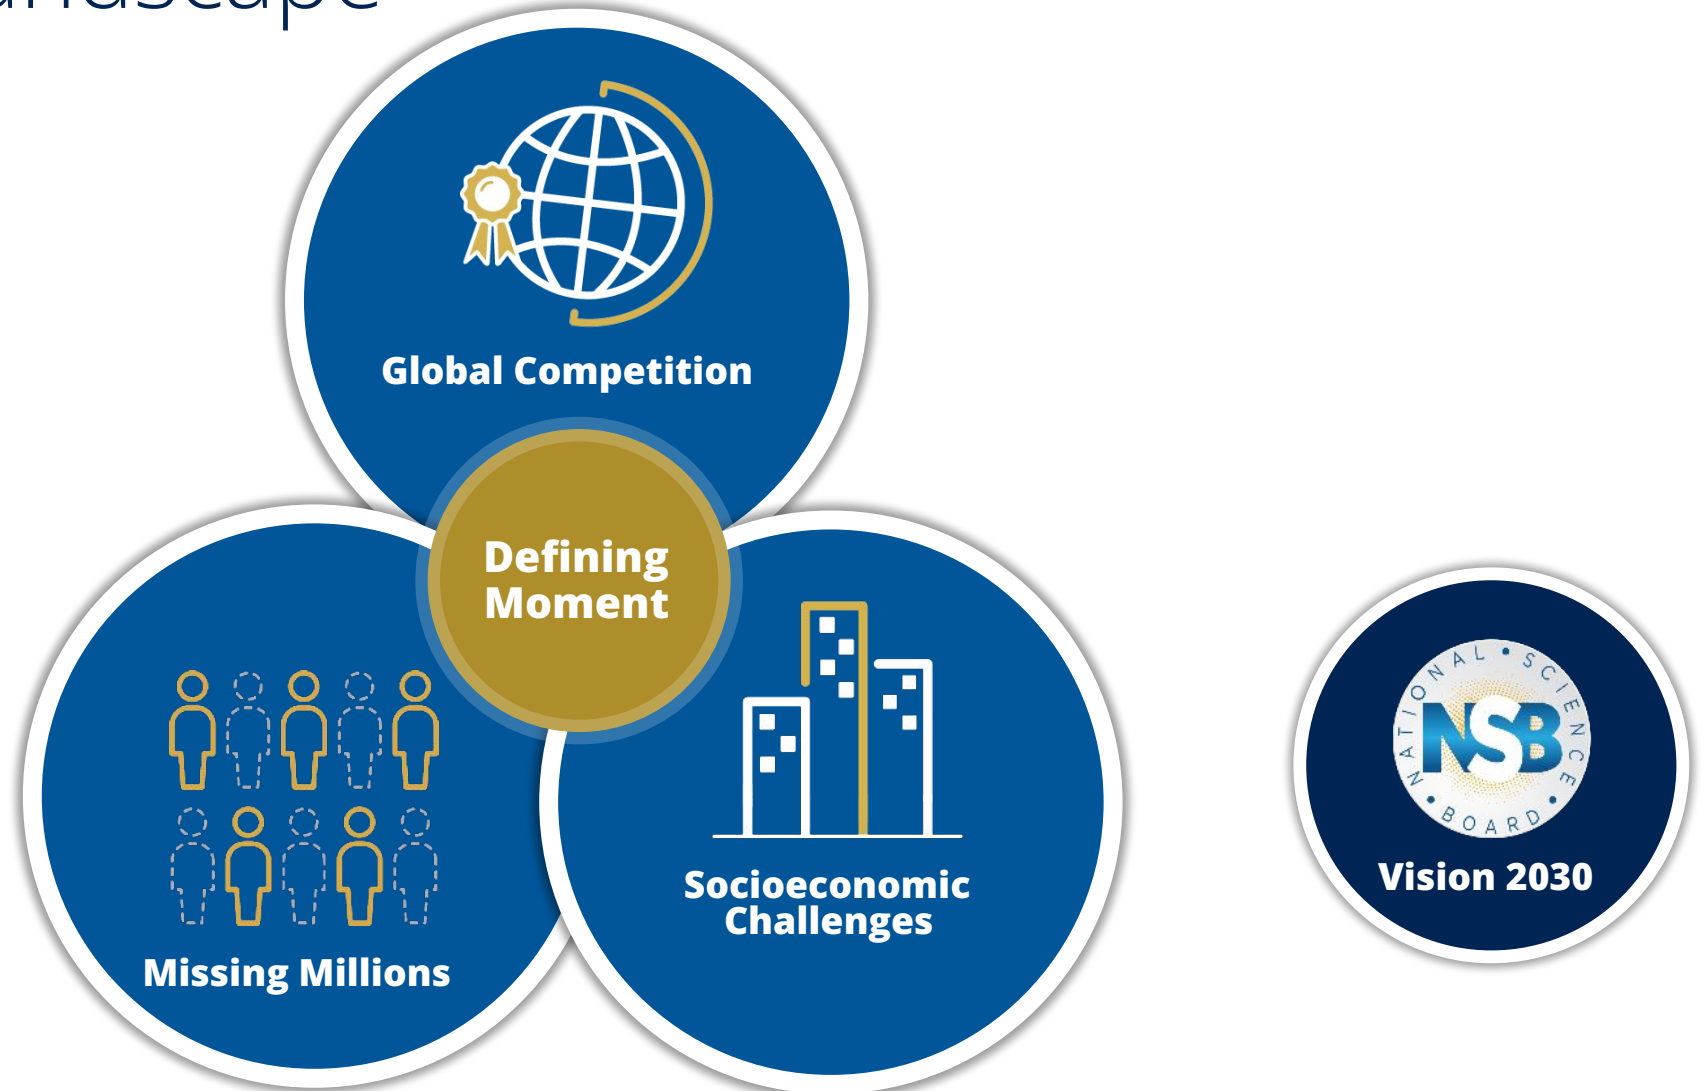 Global Competition
Defining
Moment
Missing Millions
Socioeconomic
Challenges
NATIONAL • SCIENCE • BOARD •
NSB
Vision 2030